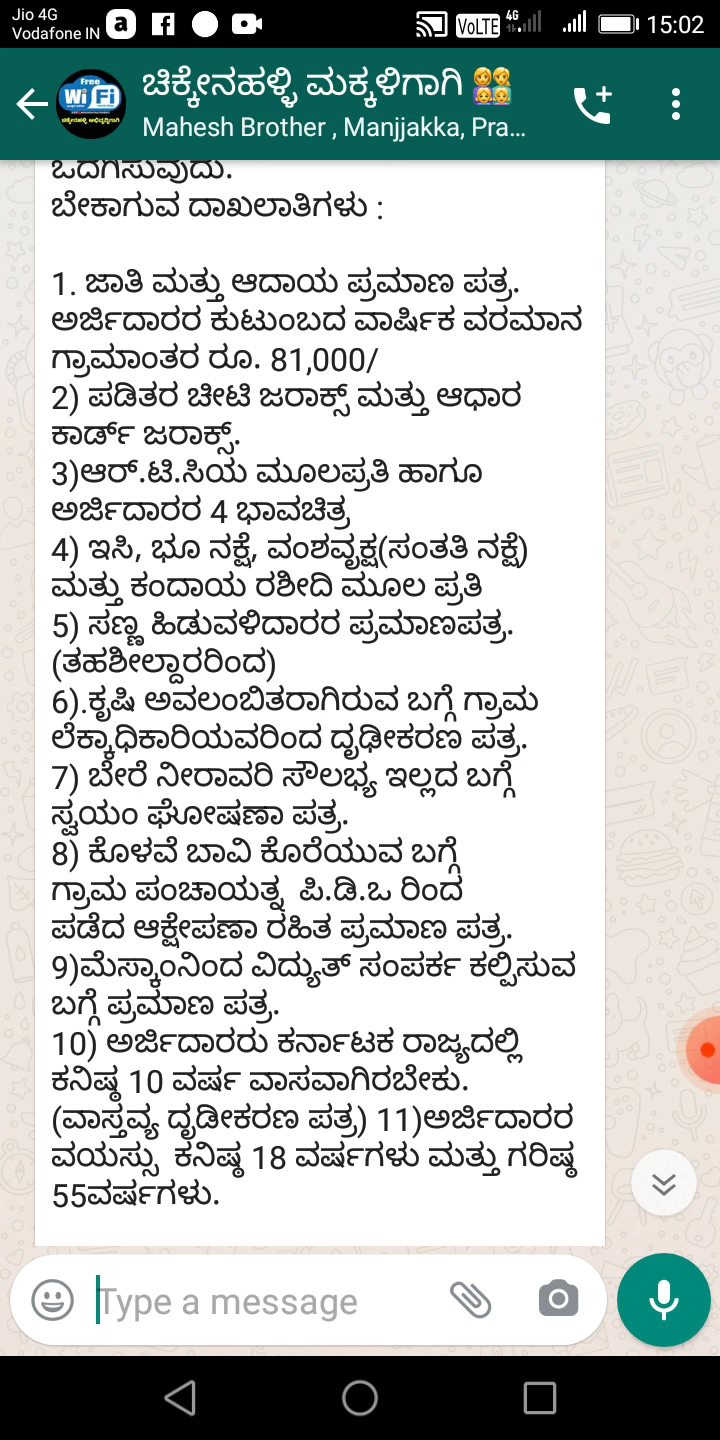 Jio 4G
Vodafone IN
a
f
VoLTE
4G
15:02
Free
Wi Fi
ಚಿಕ್ಕೇನಹಳ್ಳಿ ಮಕ್ಕಳಿಗಾಗಿ 👨‍👩‍👧‍👦
Mahesh Brother , Manjjakka, Pra...
ಒದಗಿಸುವುದು.
ಬೇಕಾಗುವ ದಾಖಲಾತಿಗಳು :
1. ಜಾತಿ ಮತ್ತು ಆದಾಯ ಪ್ರಮಾಣ ಪತ್ರ.
ಅರ್ಜಿದಾರರ ಕುಟುಂಬದ ವಾರ್ಷಿಕ ವರಮಾನ
ಗ್ರಾಮಾಂತರ ರೂ. 81,000/
2) ಪಡಿತರ ಚೀಟಿ ಜರಾಕ್ಸ್ ಮತ್ತು ಆಧಾರ
ಕಾರ್ಡ್ ಜರಾಕ್ಸ್.
3)ಆರ್.ಟಿ.ಸಿಯ ಮೂಲಪ್ರತಿ ಹಾಗೂ
ಅರ್ಜಿದಾರರ 4 ಭಾವಚಿತ್ರ
4) ಇಸಿ, ಭೂ ನಕ್ಷೆ, ವಂಶವೃಕ್ಷ(ಸಂತತಿ ನಕ್ಷೆ)
ಮತ್ತು ಕಂದಾಯ ರಶೀದಿ ಮೂಲ ಪ್ರತಿ
5) ಸಣ್ಣ ಹಿಡುವಳಿದಾರರ ಪ್ರಮಾಣಪತ್ರ.
(ತಹಶೀಲ್ದಾರರಿಂದ)
6).ಕೃಷಿ ಅವಲಂಬಿತರಾಗಿರುವ ಬಗ್ಗೆ ಗ್ರಾಮ
ಲೆಕ್ಕಾಧಿಕಾರಿಯವರಿಂದ ದೃಢೀಕರಣ ಪತ್ರ.
7) ಬೇರೆ ನೀರಾವರಿ ಸೌಲಭ್ಯ ಇಲ್ಲದ ಬಗ್ಗೆ
ಸ್ವಯಂ ಘೋಷಣಾ ಪತ್ರ.
8) ಕೊಳವೆ ಬಾವಿ ಕೊರೆಯುವ ಬಗ್ಗೆ
ಗ್ರಾಮ ಪಂಚಾಯತ್ನ ಪಿ.ಡಿ.ಒ ರಿಂದ
ಪಡೆದ ಆಕ್ಷೇಪಣಾ ರಹಿತ ಪ್ರಮಾಣ ಪತ್ರ.
9)ಮೆಸ್ಕಾಂನಿಂದ ವಿದ್ಯುತ್ ಸಂಪರ್ಕ ಕಲ್ಪಿಸುವ
ಬಗ್ಗೆ ಪ್ರಮಾಣ ಪತ್ರ.
10) ಅರ್ಜಿದಾರರು ಕರ್ನಾಟಕ ರಾಜ್ಯದಲ್ಲಿ
ಕನಿಷ್ಠ 10 ವರ್ಷ ವಾಸವಾಗಿರಬೇಕು.
(ವಾಸ್ತವ್ಯ ದೃಡೀಕರಣ ಪತ್ರ) 11)ಅರ್ಜಿದಾರರ
ವಯಸ್ಸು ಕನಿಷ್ಠ 18 ವರ್ಷಗಳು ಮತ್ತು ಗರಿಷ್ಠ
55ವರ್ಷಗಳು.
Type a message